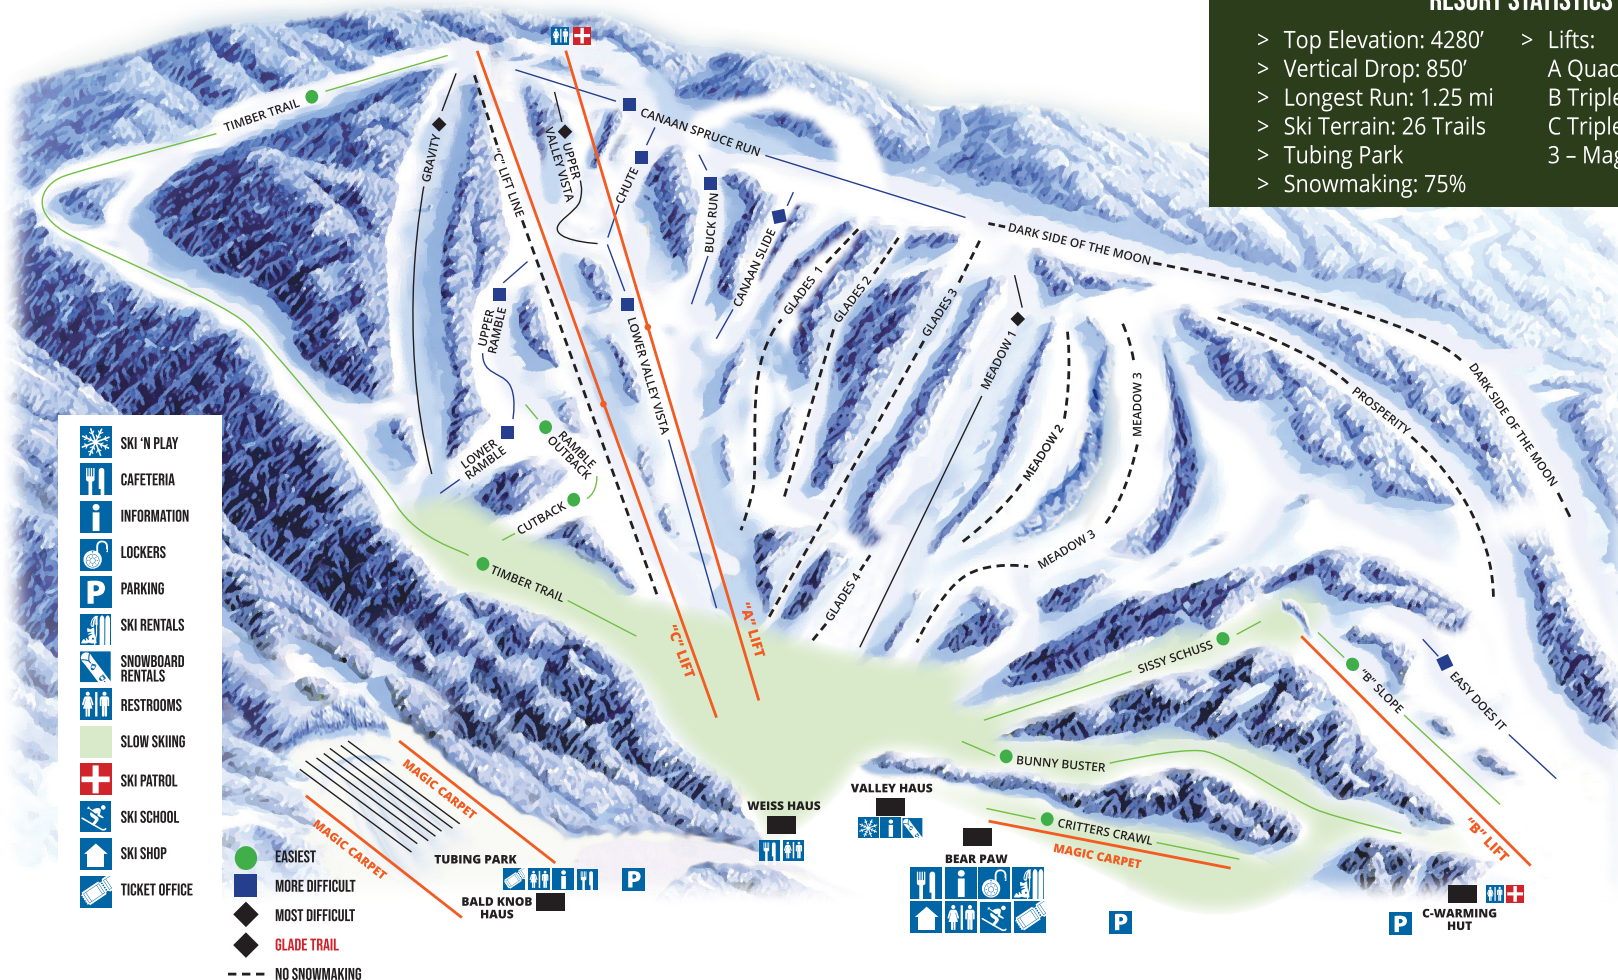 RESORT STATISTICS
> Top Elevation: 4280'
> Vertical Drop: 850'
> Longest Run: 1.25 mi
> Ski Terrain: 26 Trails
> Tubing Park
> Snowmaking: 75%
> Lifts:
A Quad
B Triple
C Triple
3 – Mag
TIMBER TRAIL
GRAVITY
"C" LIFT LINE
UPPER
VALLEY VISTA
CHUTE
CANAAN SPRUCE RUN
BUCK RUN
CANAAN SLIDE
GLADES 1
GLADES 2
GLADES 3
DARK SIDE OF THE MOON
UPPER
RAMBLE
LOWER VALLEY VISTA
MEADOW 1
MEADOW 2
MEADOW 3
PROSPERITY
DARK SIDE OF THE MOON
LOWER
RAMBLE
RAMBLE
OUTBACK
CUTBACK
TIMBER TRAIL
MEADOW 3
GLADES 4
"C" LIFT
"A" LIFT
SISSY SCHUSS
"B" SLOPE
EASY DOES IT
BUNNY BUSTER
CRITTERS CRAWL
MAGIC CARPET
"B" LIFT
MAGIC CARPET
MAGIC CARPET
WEISS HAUS
VALLEY HAUS
BEAR PAW
TUBING PARK
BALD KNOB
HAUS
P
P
P
C-WARMING
HUT
SKI 'N PLAY
CAFETERIA
INFORMATION
LOCKERS
P PARKING
SKI RENTALS
SNOWBOARD
RENTALS
RESTROOMS
SLOW SKIING
SKI PATROL
SKI SCHOOL
SKI SHOP
TICKET OFFICE
EASIEST
MORE DIFFICULT
MOST DIFFICULT
GLADE TRAIL
NO SNOWMAKING